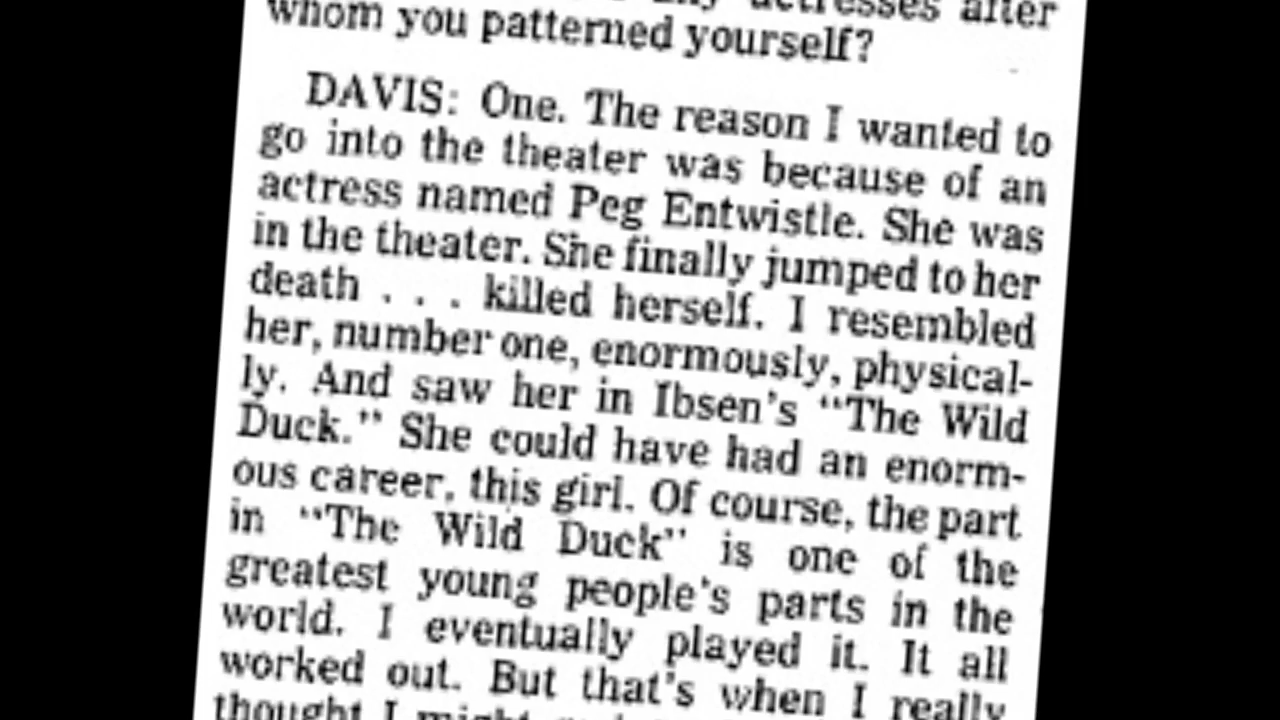 actresses after
whom you patterned yourself?
DAVIS: One. The reason I wanted to
go into the theater was because of an
actress named Peg Entwistle. She was
in the theater. She finally jumped to her
death . . . killed herself. I resembled
her, number one, enormously, physical-
ly. And saw her in Ibsen's "The Wild
Duck." She could have had an enorm-
ous career, this girl. Of course, the part
in "The Wild Duck" is one of the
greatest young people's parts in the
world. I eventually played it. It all
worked out. But that's when I really
thought I might